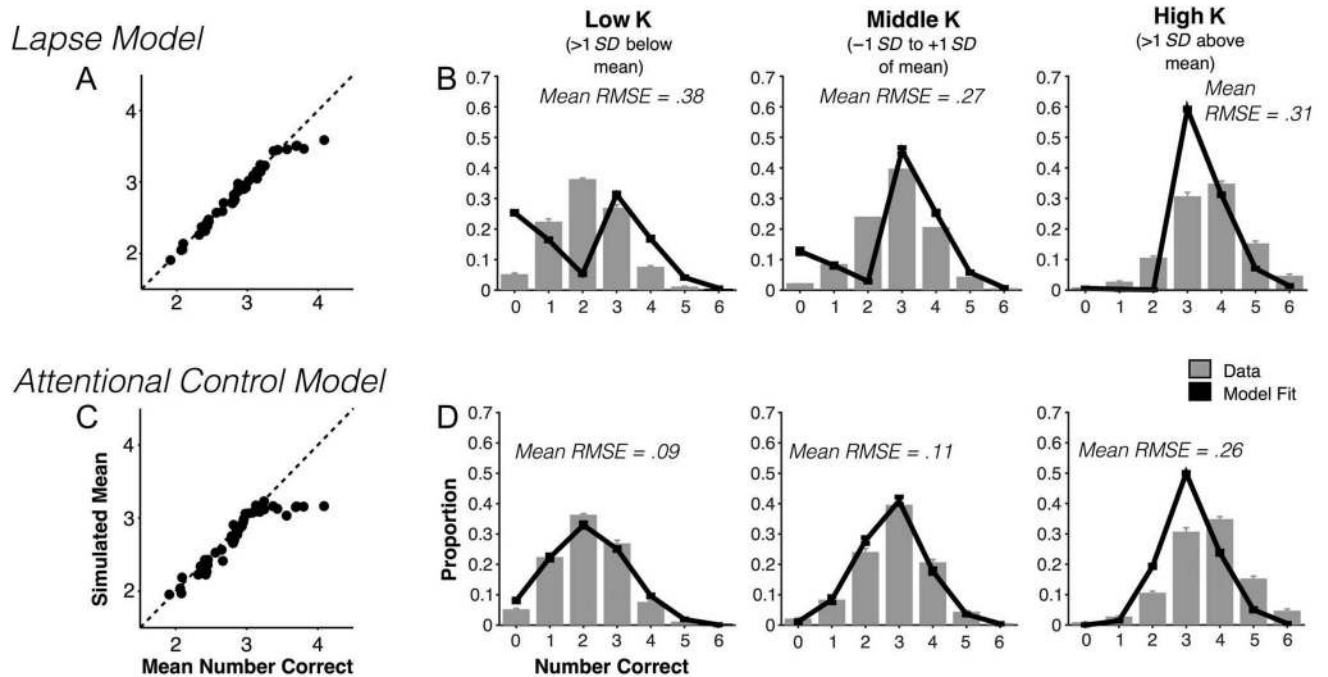 Lapse Model
A
4
3
2
2 3 4
B
Low K
(>1 SD below
mean)
0.7
0.6
0.5
0.4
0.3
0.2
0.1
0
Mean RMSE = .38
0 1 2 3 4 5 6
Middle K
(−1 SD to +1 SD
of mean)
0.7
0.6
0.5
0.4
0.3
0.2
0.1
0
Mean RMSE = .27
0 1 2 3 4 5 6
High K
(>1 SD above
mean)
0.7
0.6
0.5
0.4
0.3
0.2
0.1
0
Mean
RMSE = .31
0 1 2 3 4 5 6
Attentional Control Model
C
Simulated Mean
4
3
2
2 3 4
Mean Number Correct
D
Proportion
0.7
0.6
0.5
0.4
0.3
0.2
0.1
0
Mean RMSE = .09
0 1 2 3 4 5 6
Number Correct
0.7
0.6
0.5
0.4
0.3
0.2
0.1
0
Mean RMSE = .11
0 1 2 3 4 5 6
Data
Model Fit
0.7
0.6
0.5
0.4
0.3
0.2
0.1
0
Mean RMSE = .26
0 1 2 3 4 5 6